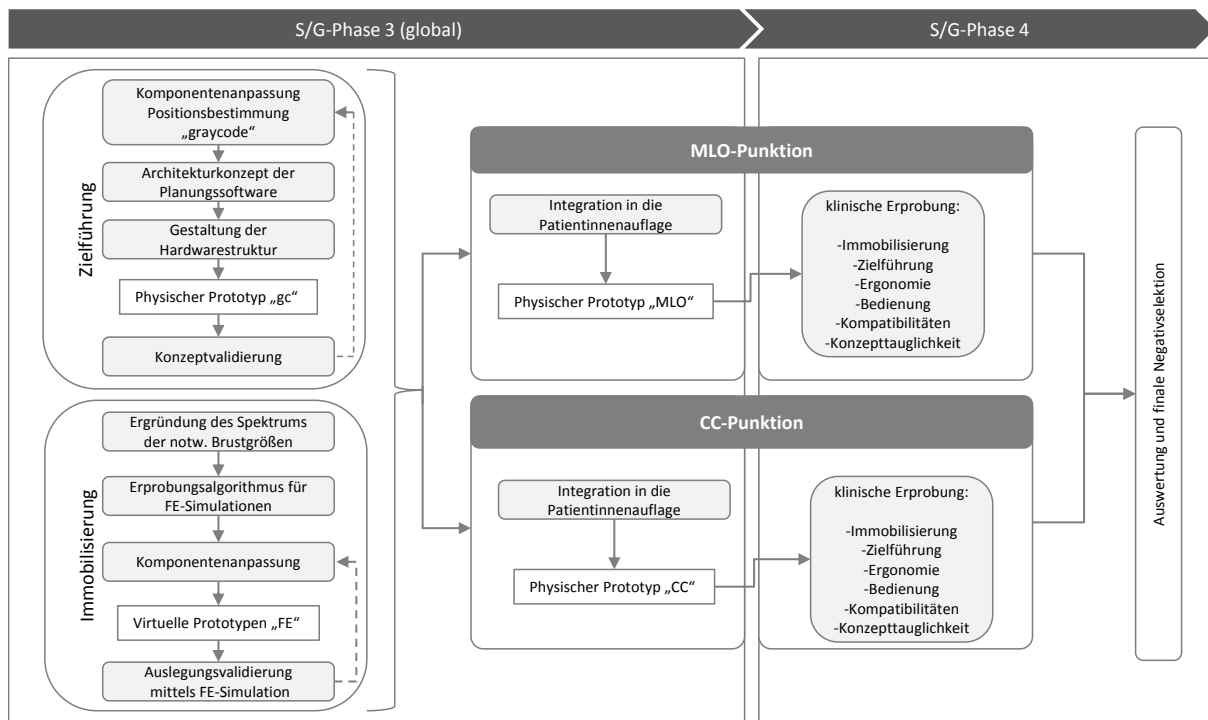 S/G-Phase 3 (global)
S/G-Phase 4
Zielführung
Komponentenanpassung
Positionsbestimmung
„graycode“
Architekturkonzept der
Planungssoftware
Gestaltung der
Hardwarestruktur
Physischer Prototyp „gc“
Konzeptvalidierung
Immobilisierung
Ergründung des Spektrums
der notw. Brustgrößen
Erprobungsalgorithmus für
FE-Simulationen
Komponentenanpassung
Virtuelle Prototypen „FE“
Auslegungsvalidierung
mittels FE-Simulation
MLO-Punktion
Integration in die
Patientinnenauflage
Physischer Prototyp „MLO“
klinische Erprobung:
-Immobilisierung
-Zielführung
-Ergonomie
-Bedienung
-Kompatibilitäten
-Konzepttauglichkeit
CC-Punktion
Integration in die
Patientinnenauflage
Physischer Prototyp „CC“
klinische Erprobung:
-Immobilisierung
-Zielführung
-Ergonomie
-Bedienung
-Kompatibilitäten
-Konzepttauglichkeit
Auswertung und finale Negativselektion